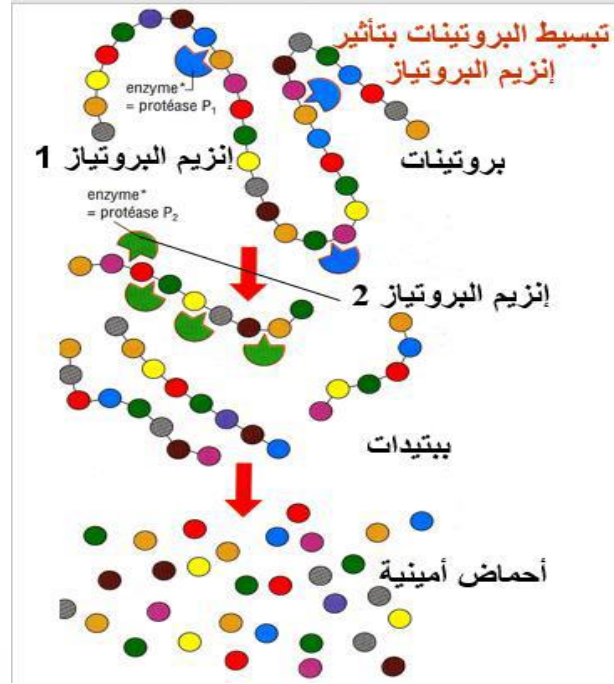 تبسيط البروتينات بتأثير
إنزيم البروتياز
enzyme*
= protéase P₁
إنزيم البروتياز 1
بروتينات
enzyme*
= protéase P₂
إنزيم البروتياز 2
ببتيدات
أحماض أمينية